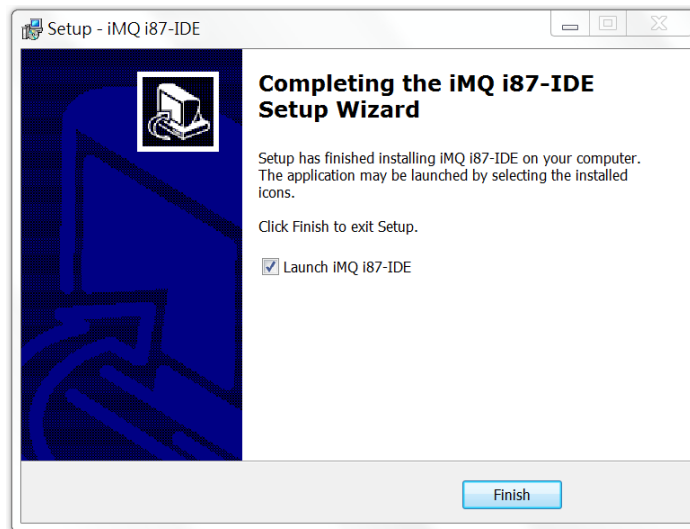 Setup - iMQ i87-IDE
Completing the iMQ i87-IDE
Setup Wizard
Setup has finished installing iMQ i87-IDE on your computer.
The application may be launched by selecting the installed
icons.
Click Finish to exit Setup.
Launch iMQ i87-IDE
Finish